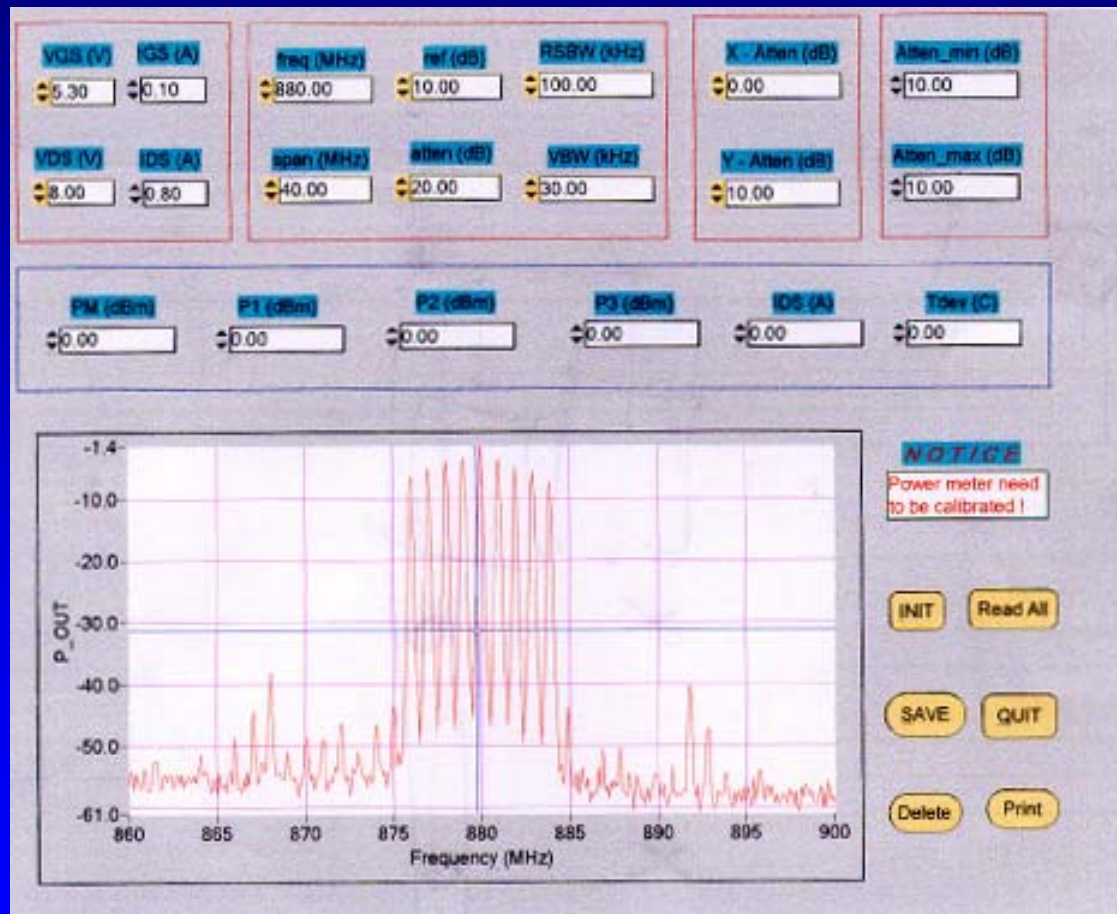 VGS (V) IGS (A) freq (MHz) ref (dB) RSBW (kHz) X - Atten (dB) Atten_min (dB)
5.30 0.10 880.00 10.00 100.00 0.00 10.00
VDS (V) IDS (A) span (MHz) atten (dB) VBW (kHz) Y - Atten (dB) Atten_max (dB)
8.00 0.80 40.00 20.00 30.00 10.00 10.00
PM (dBm) P1 (dBm) P2 (dBm) P3 (dBm) IDS (A) Tdev (C)
0.00 0.00 0.00 0.00 0.00 0.00
NOTICE
Power meter need
to be calibrated !
INIT Read All
SAVE QUIT
Delete Print
P_OUT
-1.4
-10.0
-20.0
-30.0
-40.0
-50.0
-61.0
860 865 870 875 880 885 890 895 900
Frequency (MHz)